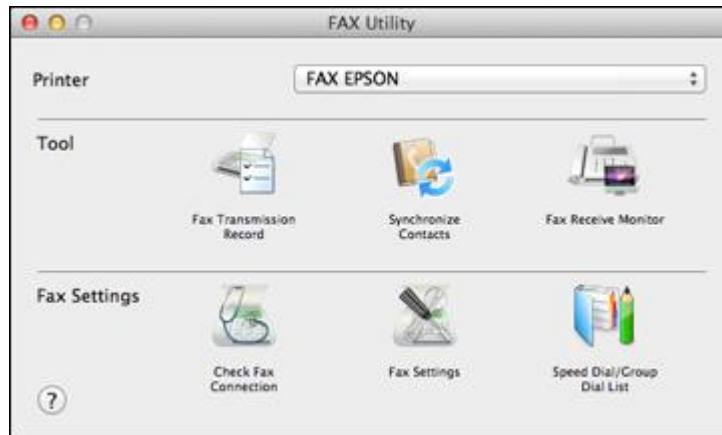 FAX Utility
Printer
FAX EPSON
Tool
Fax Transmission
Record
Synchronize
Contacts
Fax Receive Monitor
Fax Settings
Check Fax
Connection
Fax Settings
Speed Dial/Group
Dial List
?